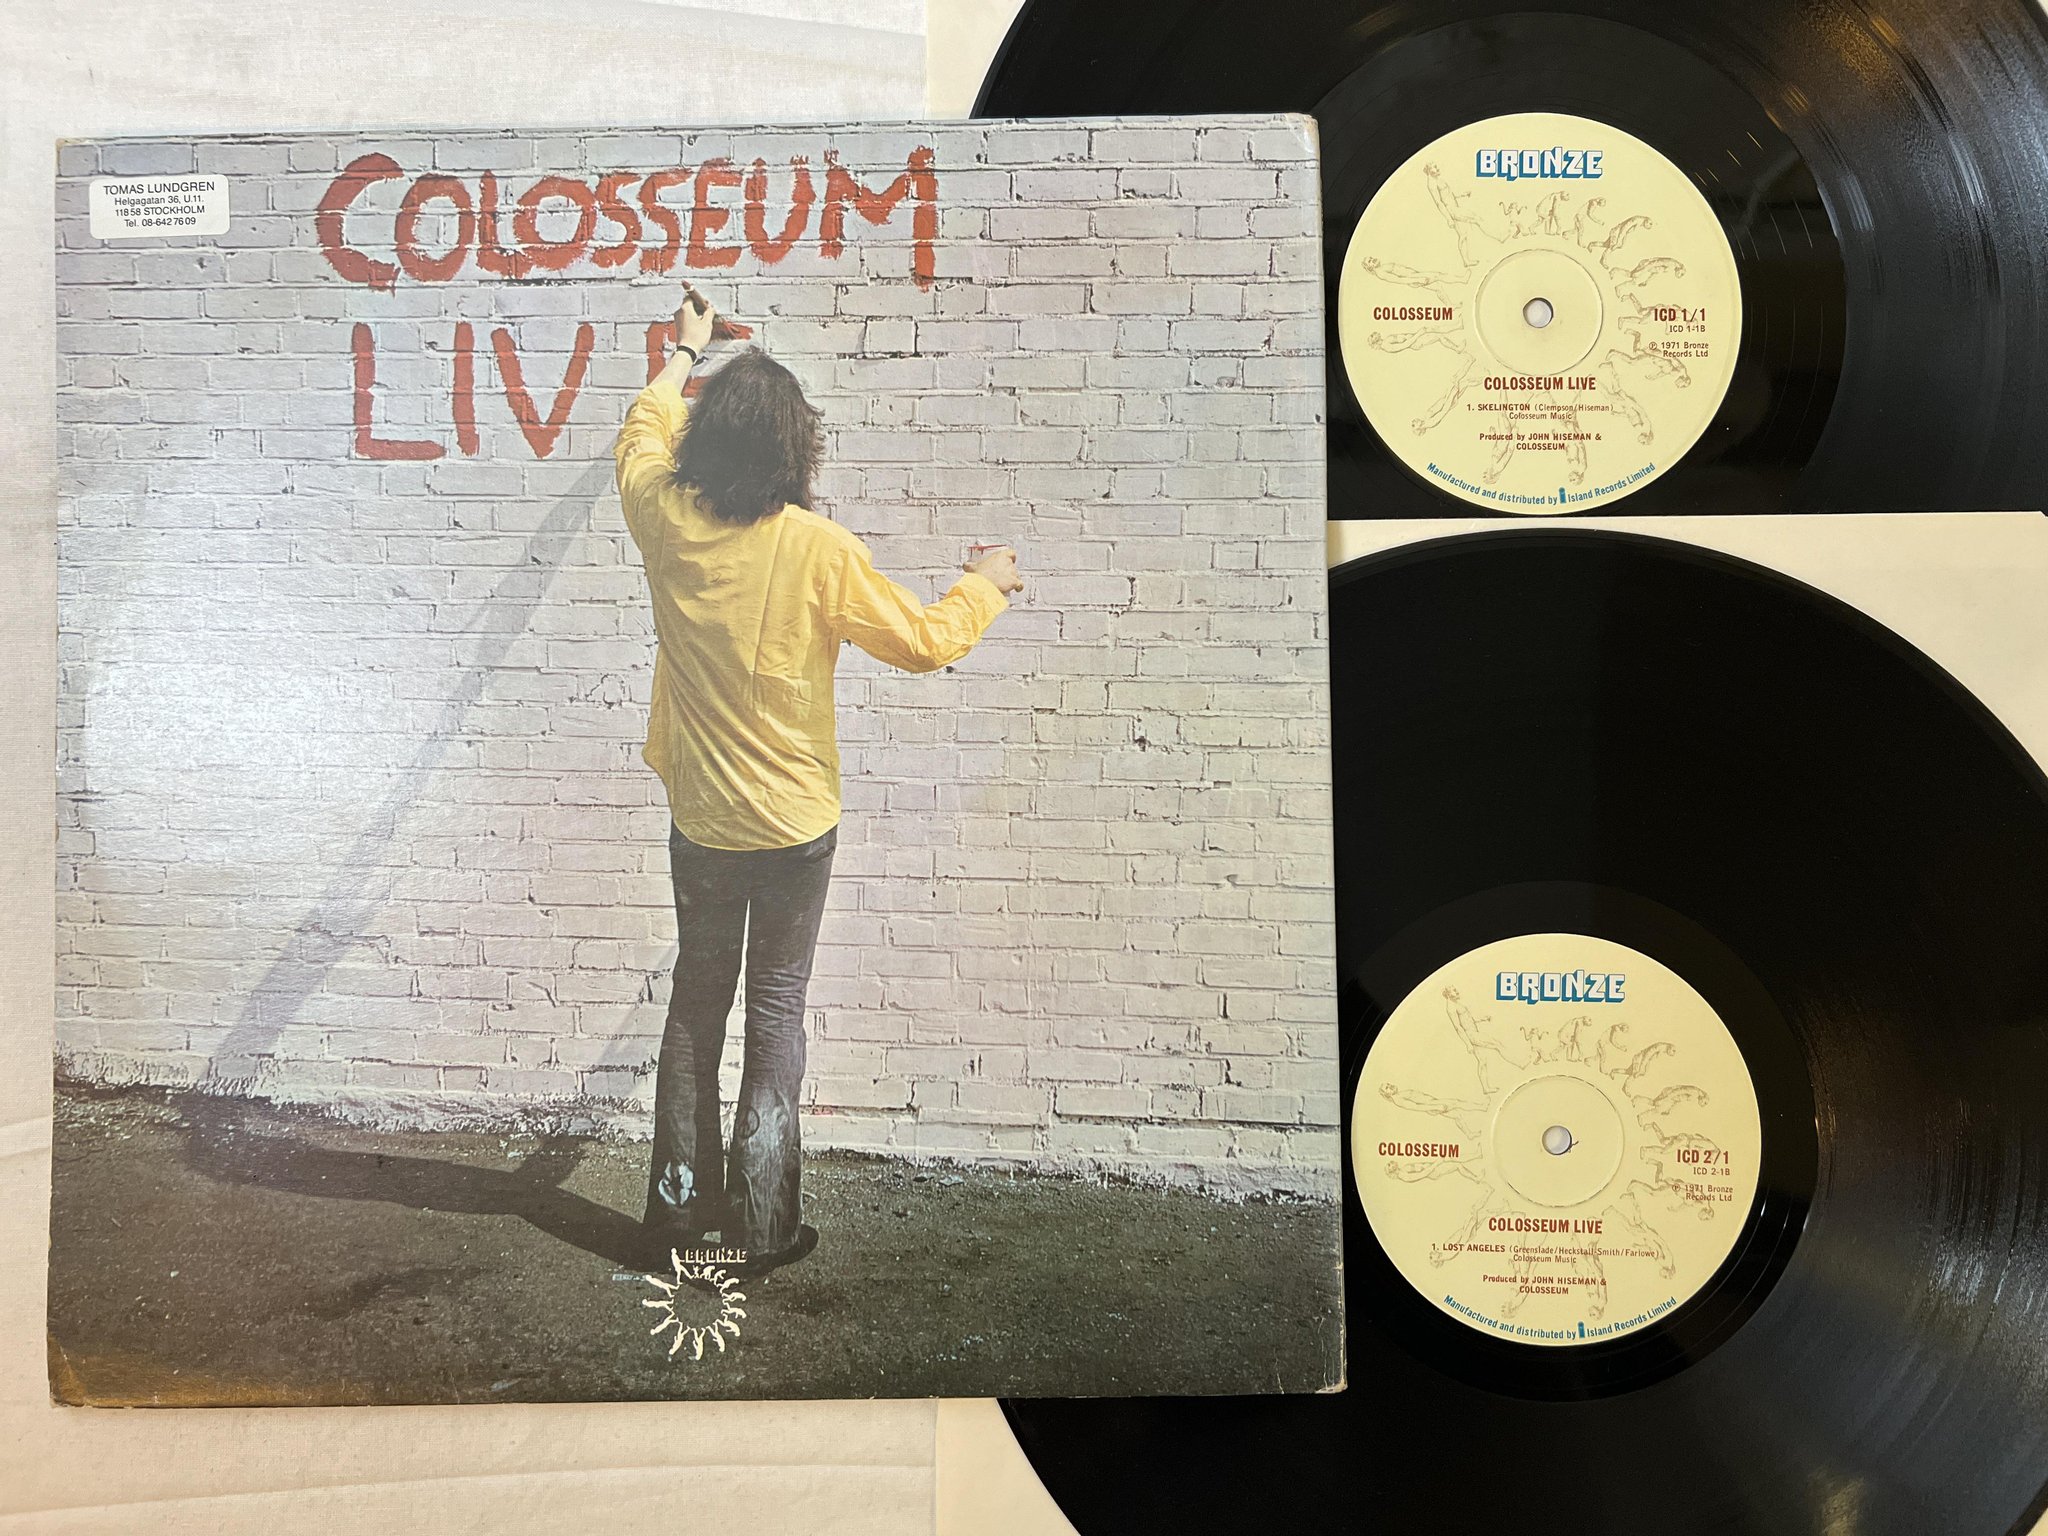 TOMAS LUNDGREN
Helgagatan 36, U.11.
118 58 STOCKHOLM
Tel. 08-642 76 09
COLOSSEUM
LIVE
BRONZE
BRONZE
COLOSSEUM
ICD 1/1
ICD 1-1B
℗ 1971 Bronze
Records Ltd
COLOSSEUM LIVE
1. SKELINGTON (Clempson/Hiseman)
Colosseum Music
Produced by JOHN HISEMAN &
COLOSSEUM
Manufactured and distributed by i Island Records Limited
BRONZE
COLOSSEUM
ICD 2/1
ICD 2-1B
℗ 1971 Bronze
Records Ltd
COLOSSEUM LIVE
1. LOST ANGELES (Greenslade/Heckstall-Smith/Farlowe)
Colosseum Music
Produced by JOHN HISEMAN &
COLOSSEUM
Manufactured and distributed by i Island Records Limited